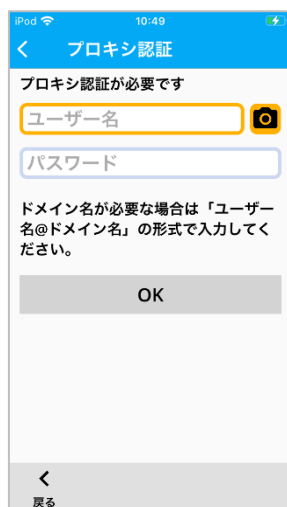 iPod 10:49
プロキシ認証
プロキシ認証が必要です
ユーザー名
パスワード
ドメイン名が必要な場合は「ユーザー
名@ドメイン名」の形式で入力してく
ださい。
OK
戻る